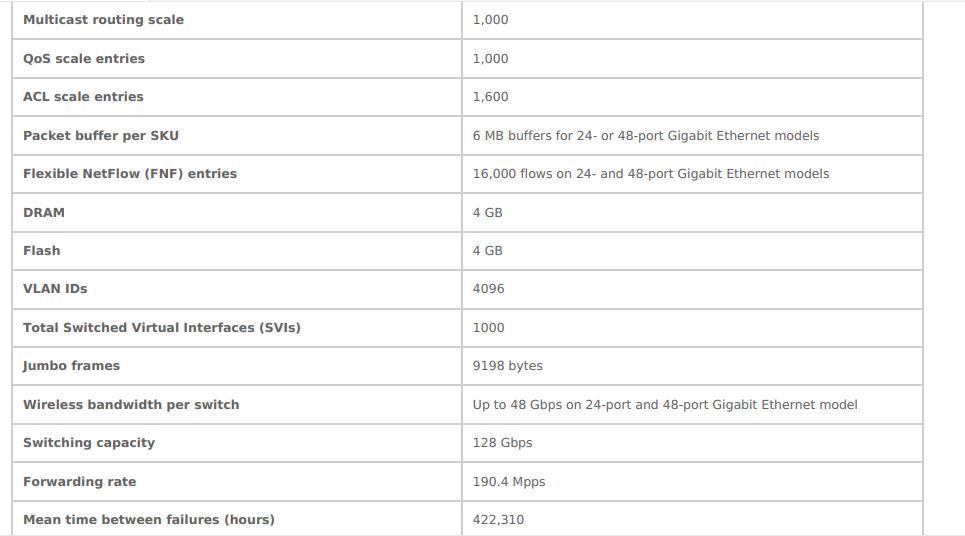 Multicast routing scale 1,000
QoS scale entries 1,000
ACL scale entries 1,600
Packet buffer per SKU 6 MB buffers for 24- or 48-port Gigabit Ethernet models
Flexible NetFlow (FNF) entries 16,000 flows on 24- and 48-port Gigabit Ethernet models
DRAM 4 GB
Flash 4 GB
VLAN IDs 4096
Total Switched Virtual Interfaces (SVIs) 1000
Jumbo frames 9198 bytes
Wireless bandwidth per switch Up to 48 Gbps on 24-port and 48-port Gigabit Ethernet model
Switching capacity 128 Gbps
Forwarding rate 190.4 Mpps
Mean time between failures (hours) 422,310